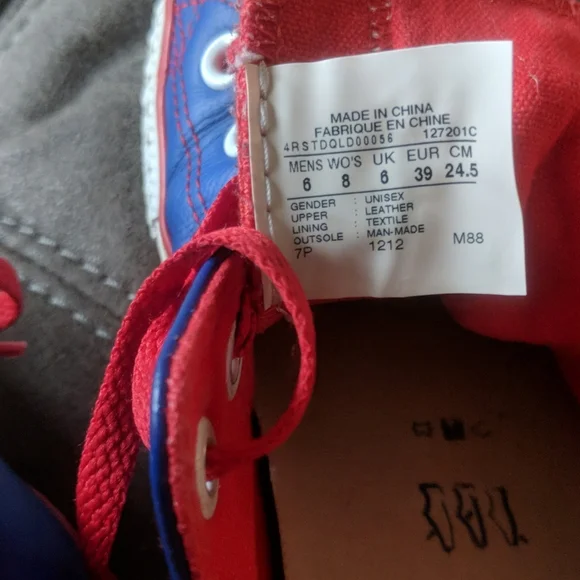 MADE IN CHINA
FABRIQUE EN CHINE
4RSTDQLD00056 127201C
MENS WO'S UK EUR CM
6 8 6 39 24.5
GENDER : UNISEX
UPPER : LEATHER
LINING : TEXTILE
OUTSOLE : MAN-MADE
7P 1212 M88